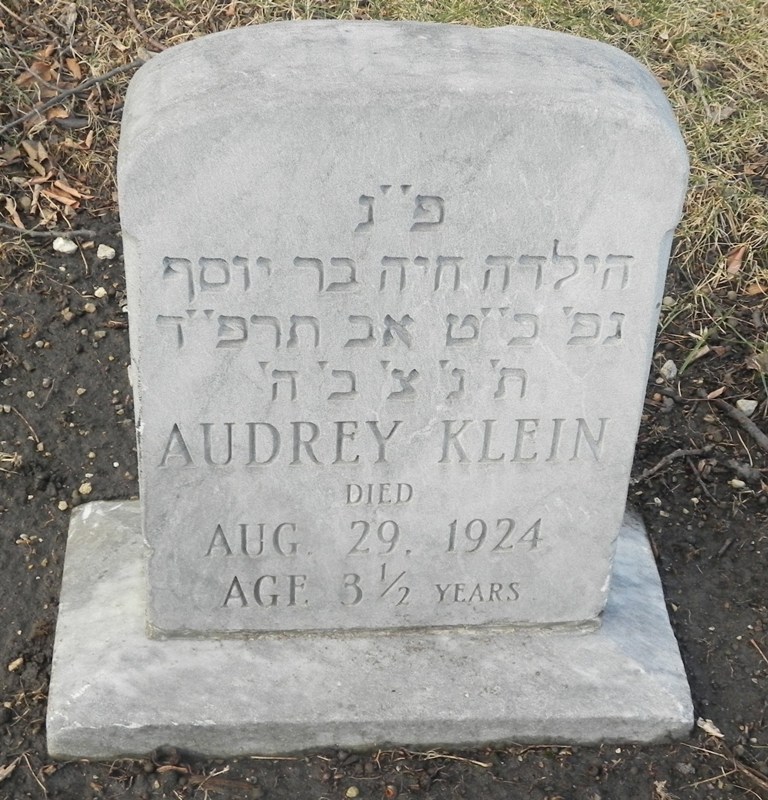 פ״נ
הילדה חיה בר יוסף
נפ׳ כ״ט אב תרפ״ד
ת׳ נ׳ צ׳ ב׳ ה׳
AUDREY KLEIN
DIED
AUG. 29. 1924
AGE 3 ½ YEARS